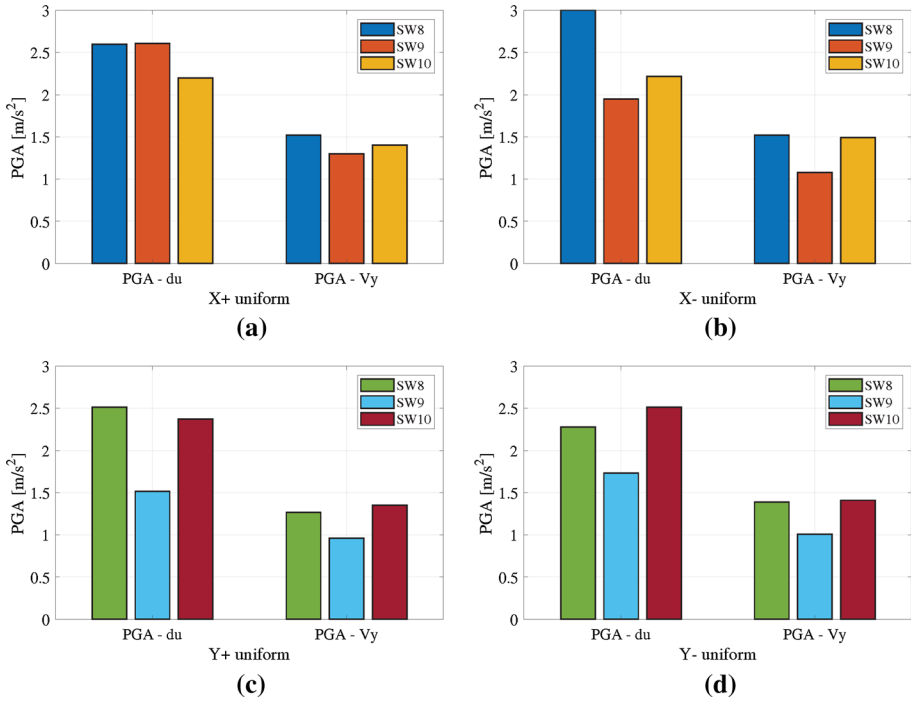 3
2.5
2
1.5
1
0.5
0
PGA [m/s²]
SW8
SW9
SW10
PGA - du PGA - Vy
X+ uniform
(a)
3
2.5
2
1.5
1
0.5
0
PGA [m/s²]
SW8
SW9
SW10
PGA - du PGA - Vy
X- uniform
(b)
3
2.5
2
1.5
1
0.5
0
PGA [m/s²]
SW8
SW9
SW10
PGA - du PGA - Vy
Y+ uniform
(c)
3
2.5
2
1.5
1
0.5
0
PGA [m/s²]
SW8
SW9
SW10
PGA - du PGA - Vy
Y- uniform
(d)